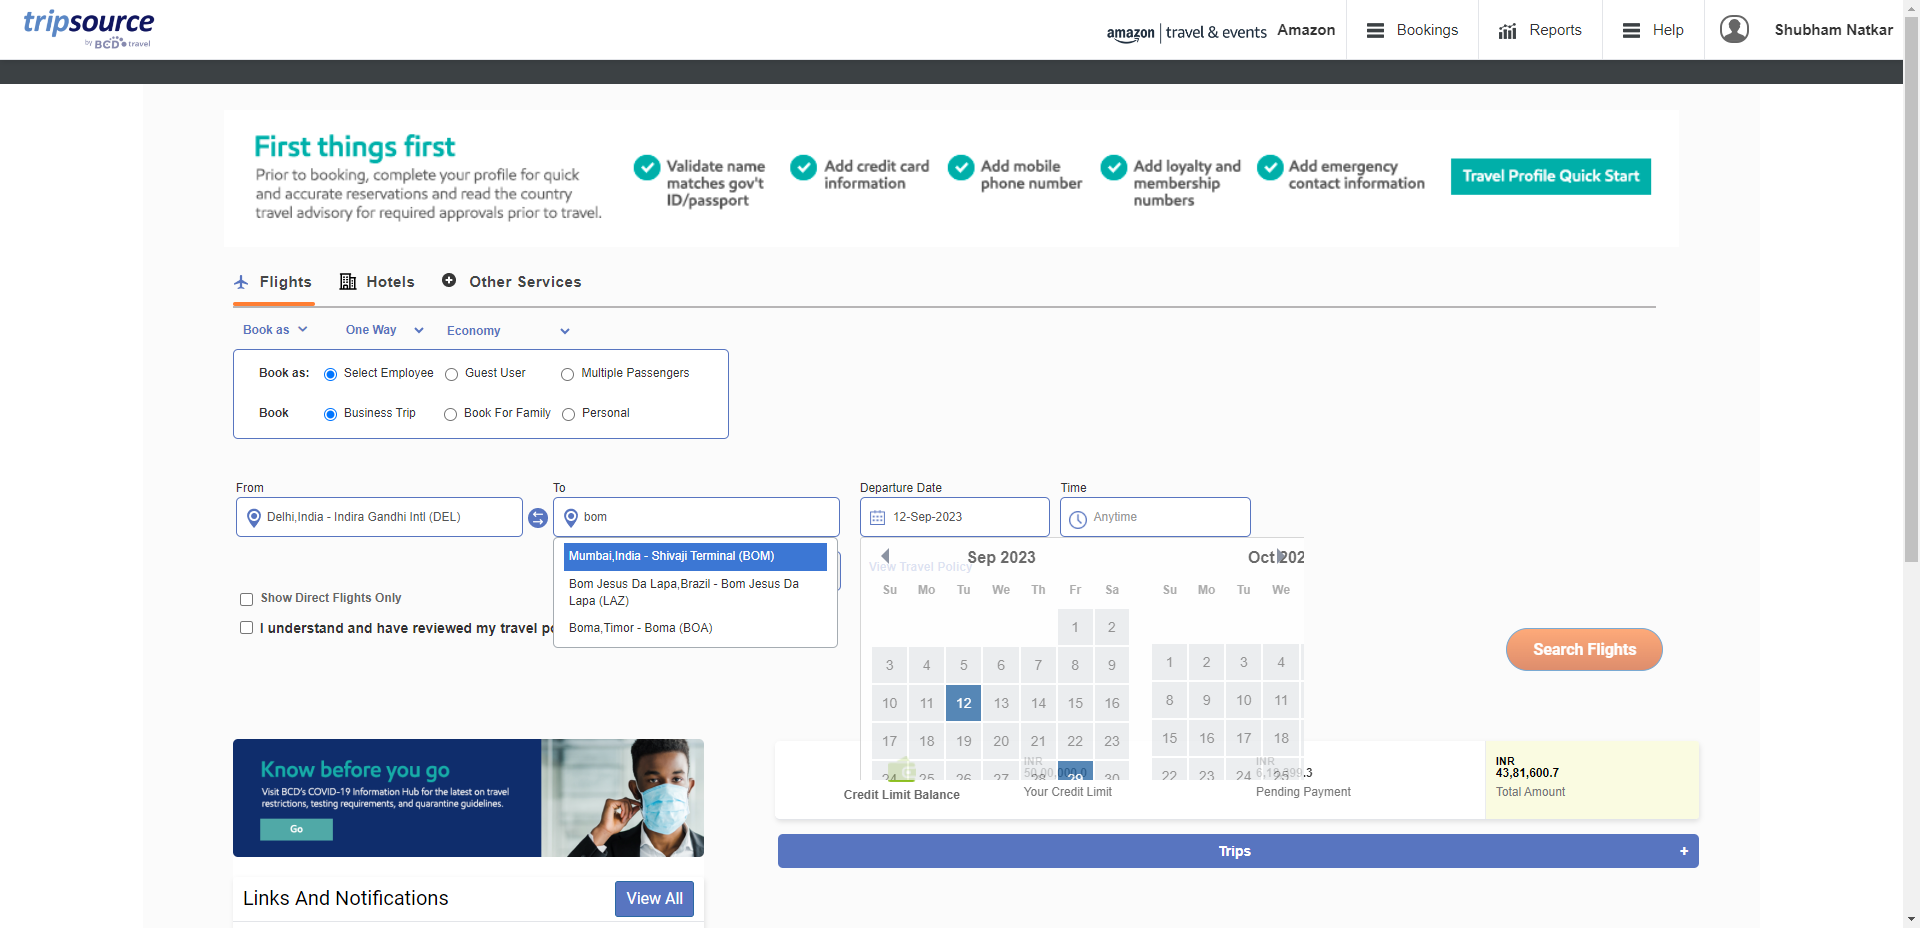 tripsource
by BCD travel
amazon | travel & events
Amazon
Bookings
Reports
Help
Shubham Natkar
First things first
Prior to booking, complete your profile for quick
and accurate reservations and read the country
travel advisory for required approvals prior to travel.
Validate name
matches gov't
ID/passport
Add credit card
information
Add mobile
phone number
Add loyalty and
membership
numbers
Add emergency
contact information
Travel Profile Quick Start
Flights
Hotels
Other Services
Book as
One Way
Economy
Book as:
Select Employee
Guest User
Multiple Passengers
Book
Business Trip
Book For Family
Personal
From
To
Departure Date
Time
Delhi,India - Indira Gandhi Intl (DEL)
bom
12-Sep-2023
Anytime
Mumbai,India - Shivaji Terminal (BOM)
Bom Jesus Da Lapa,Brazil - Bom Jesus Da
Lapa (LAZ)
Boma,Timor - Boma (BOA)
Show Direct Flights Only
I understand and have reviewed my travel po
View Travel Policy
Sep 2023
Su Mo Tu We Th Fr Sa
1 2
3 4 5 6 7 8 9
10 11 12 13 14 15 16
17 18 19 20 21 22 23
24 25 26 27 28 29 30
Oct 202
Su Mo Tu We
1 2 3 4
8 9 10 11
15 16 17 18
22 23 24 25
Search Flights
Know before you go
Visit BCD's COVID-19 Information Hub for the latest on travel
restrictions, testing requirements, and quarantine guidelines.
Go
Credit Limit Balance
INR
50,00,000.0
Your Credit Limit
INR
Pending Payment
INR
43,81,600.7
Total Amount
Trips
+
Links And Notifications
View All